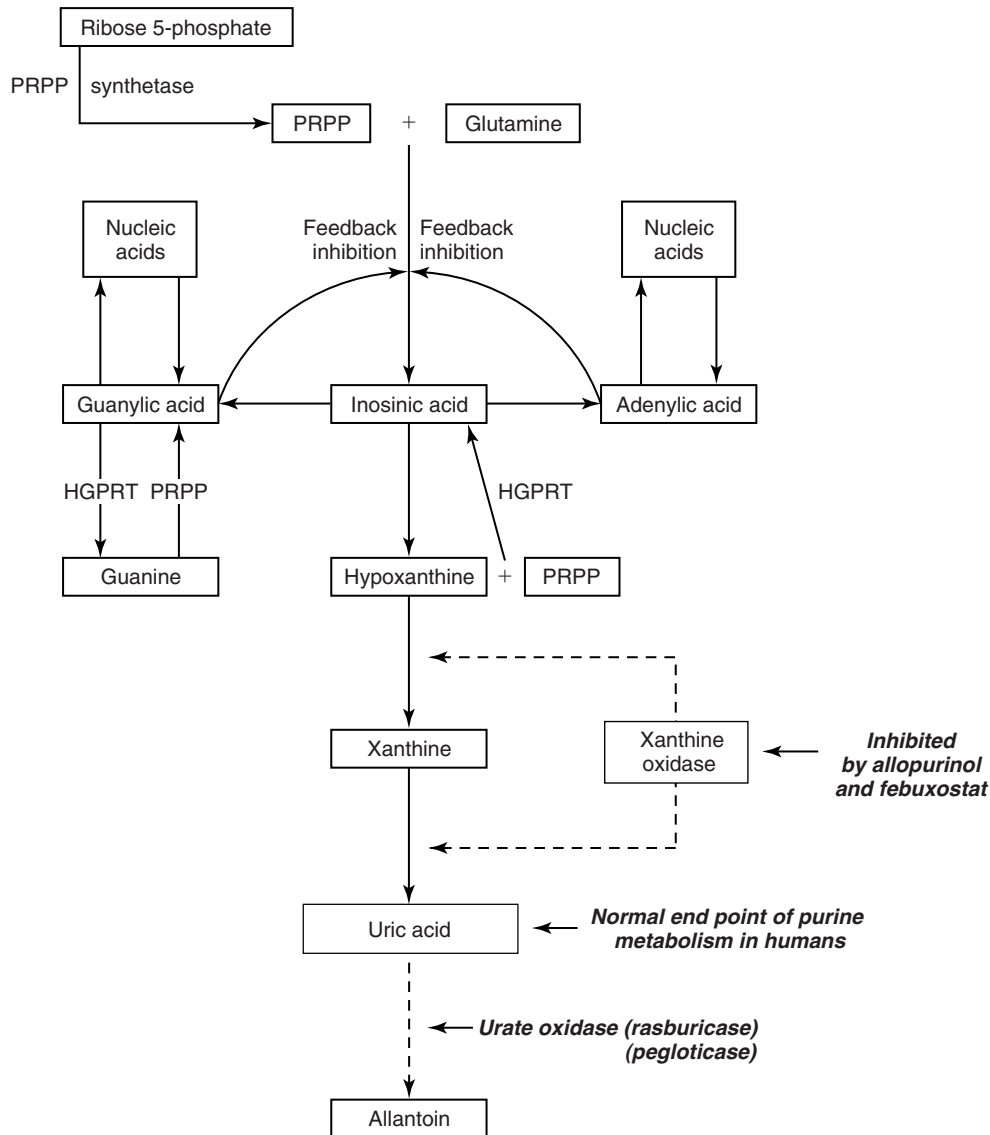 Ribose 5-phosphate
PRPP synthetase
PRPP + Glutamine
Nucleic
acids
Feedback
inhibition
Feedback
inhibition
Nucleic
acids
Guanylic acid
Inosinic acid
Adenylic acid
HGPRT PRPP
HGPRT
Guanine
Hypoxanthine + PRPP
Xanthine
Xanthine
oxidase
Inhibited
by allopurinol
and febuxostat
Uric acid
Normal end point of purine
metabolism in humans
Urate oxidase (rasburicase)
(pegloticase)
Allantoin